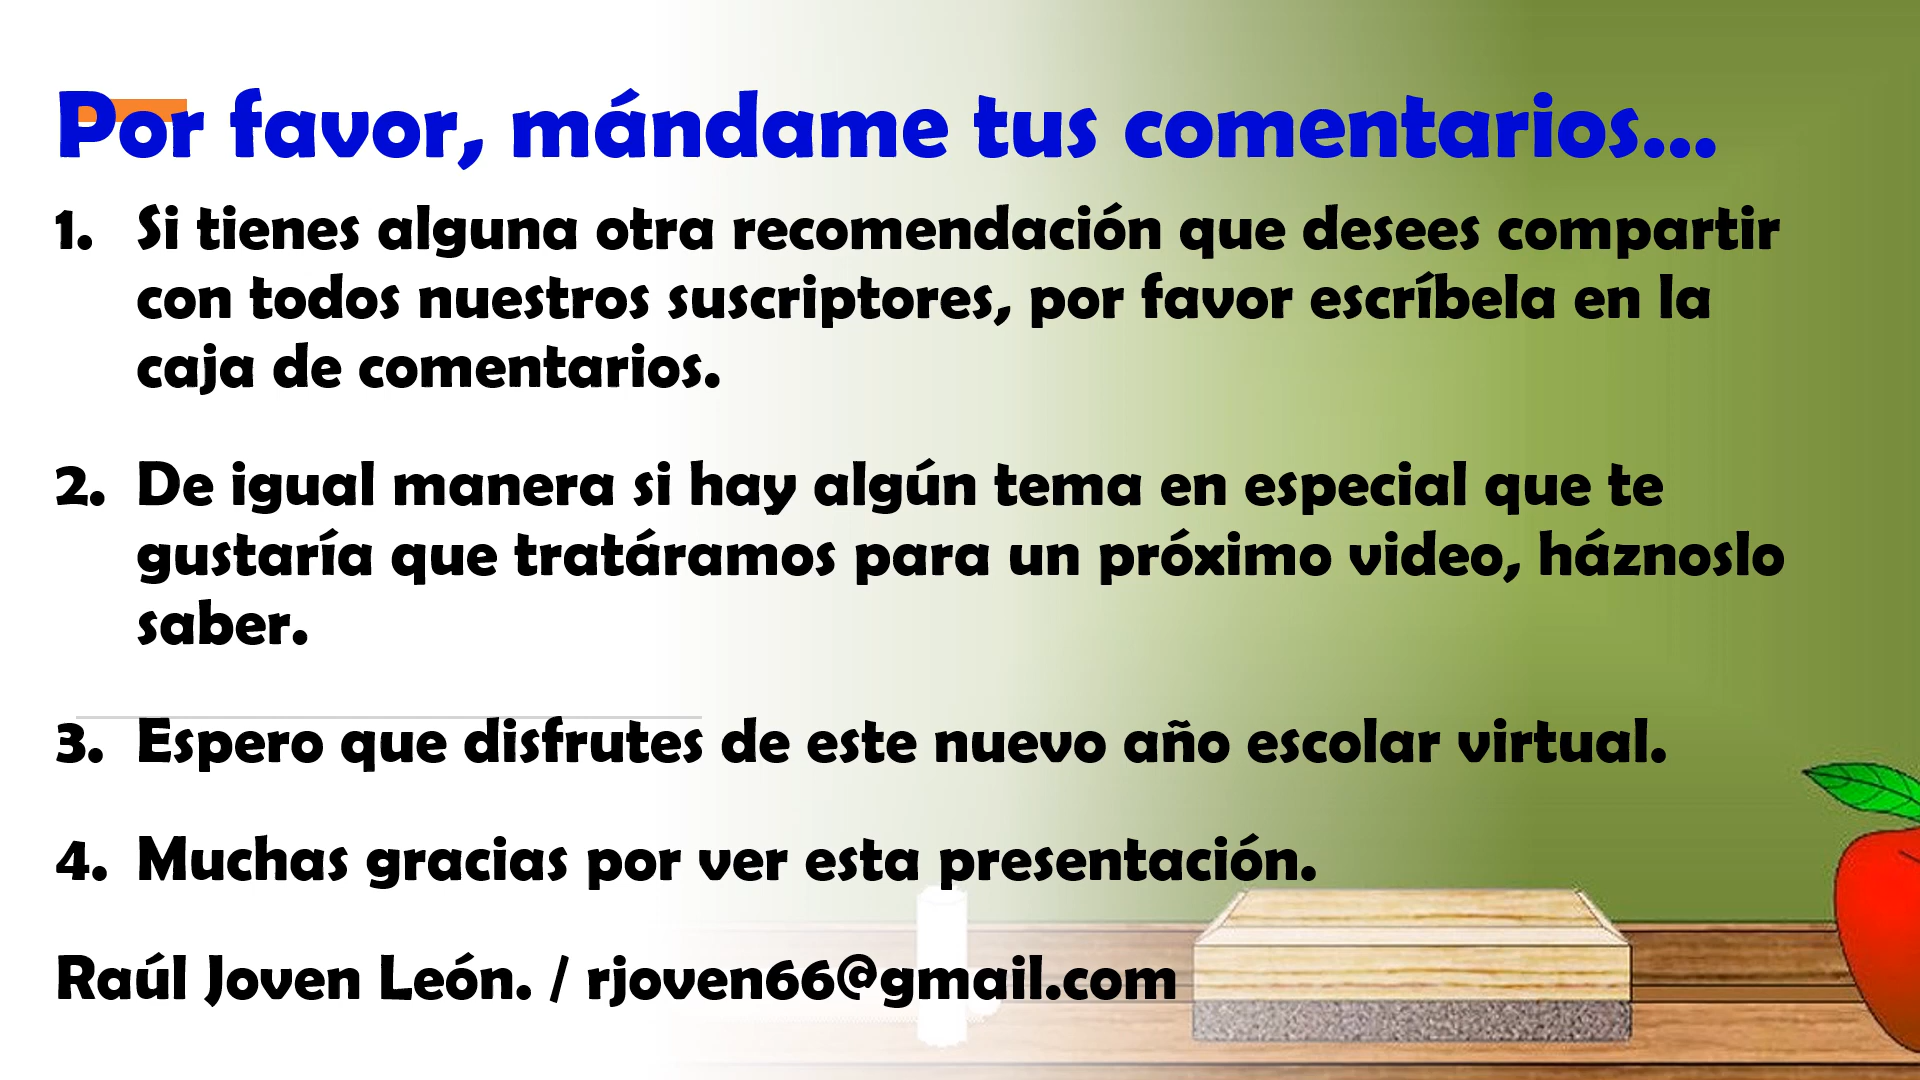 Por favor, mándame tus comentarios...
1. Si tienes alguna otra recomendación que desees compartir
con todos nuestros suscriptores, por favor escríbela en la
caja de comentarios.
2. De igual manera si hay algún tema en especial que te
gustaría que tratáramos para un próximo video, háznoslo
saber.
3. Espero que disfrutes de este nuevo año escolar virtual.
4. Muchas gracias por ver esta presentación.
Raúl Joven León. / rjoven66@gmail.com